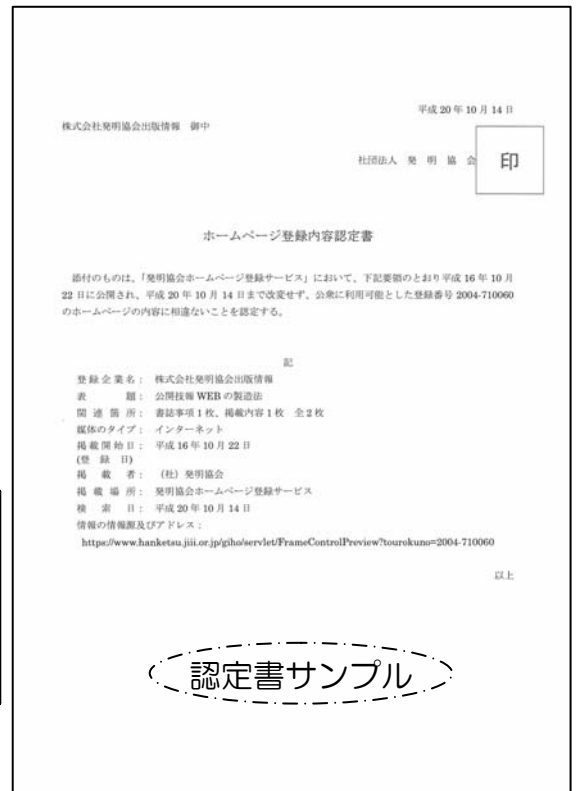 平成 20 年 10 月 14 日
株式会社発明協会出版情報 御中
社団法人 発 明 協 会
印
ホームページ登録内容認定書
添付のものは、「発明協会ホームページ登録サービス」において、下記要領のとおり平成 16 年 10 月
22 日に公開され、平成 20 年 10 月 14 日まで改変せず、公衆に利用可能とした登録番号 2004-710060
のホームページの内容に相違ないことを認定する。
記
登 録 企 業 名 : 株式会社発明協会出版情報
表 題 : 公開技報 WEB の製造法
関 連 箇 所 : 書誌事項 1 枚、掲載内容 1 枚 全 2 枚
媒体のタイプ : インターネット
掲 載 開 始 日 : 平成 16 年 10 月 22 日
(登 録 日)
掲 載 者 : (社) 発明協会
掲 載 場 所 : 発明協会ホームページ登録サービス
検 索 日 : 平成 20 年 10 月 14 日
情報の情報源及びアドレス :
https://www.hanketsu.jiii.or.jp/giho/servlet/FrameControlPreview?tourokuno=2004-710060
以上
認定書サンプル